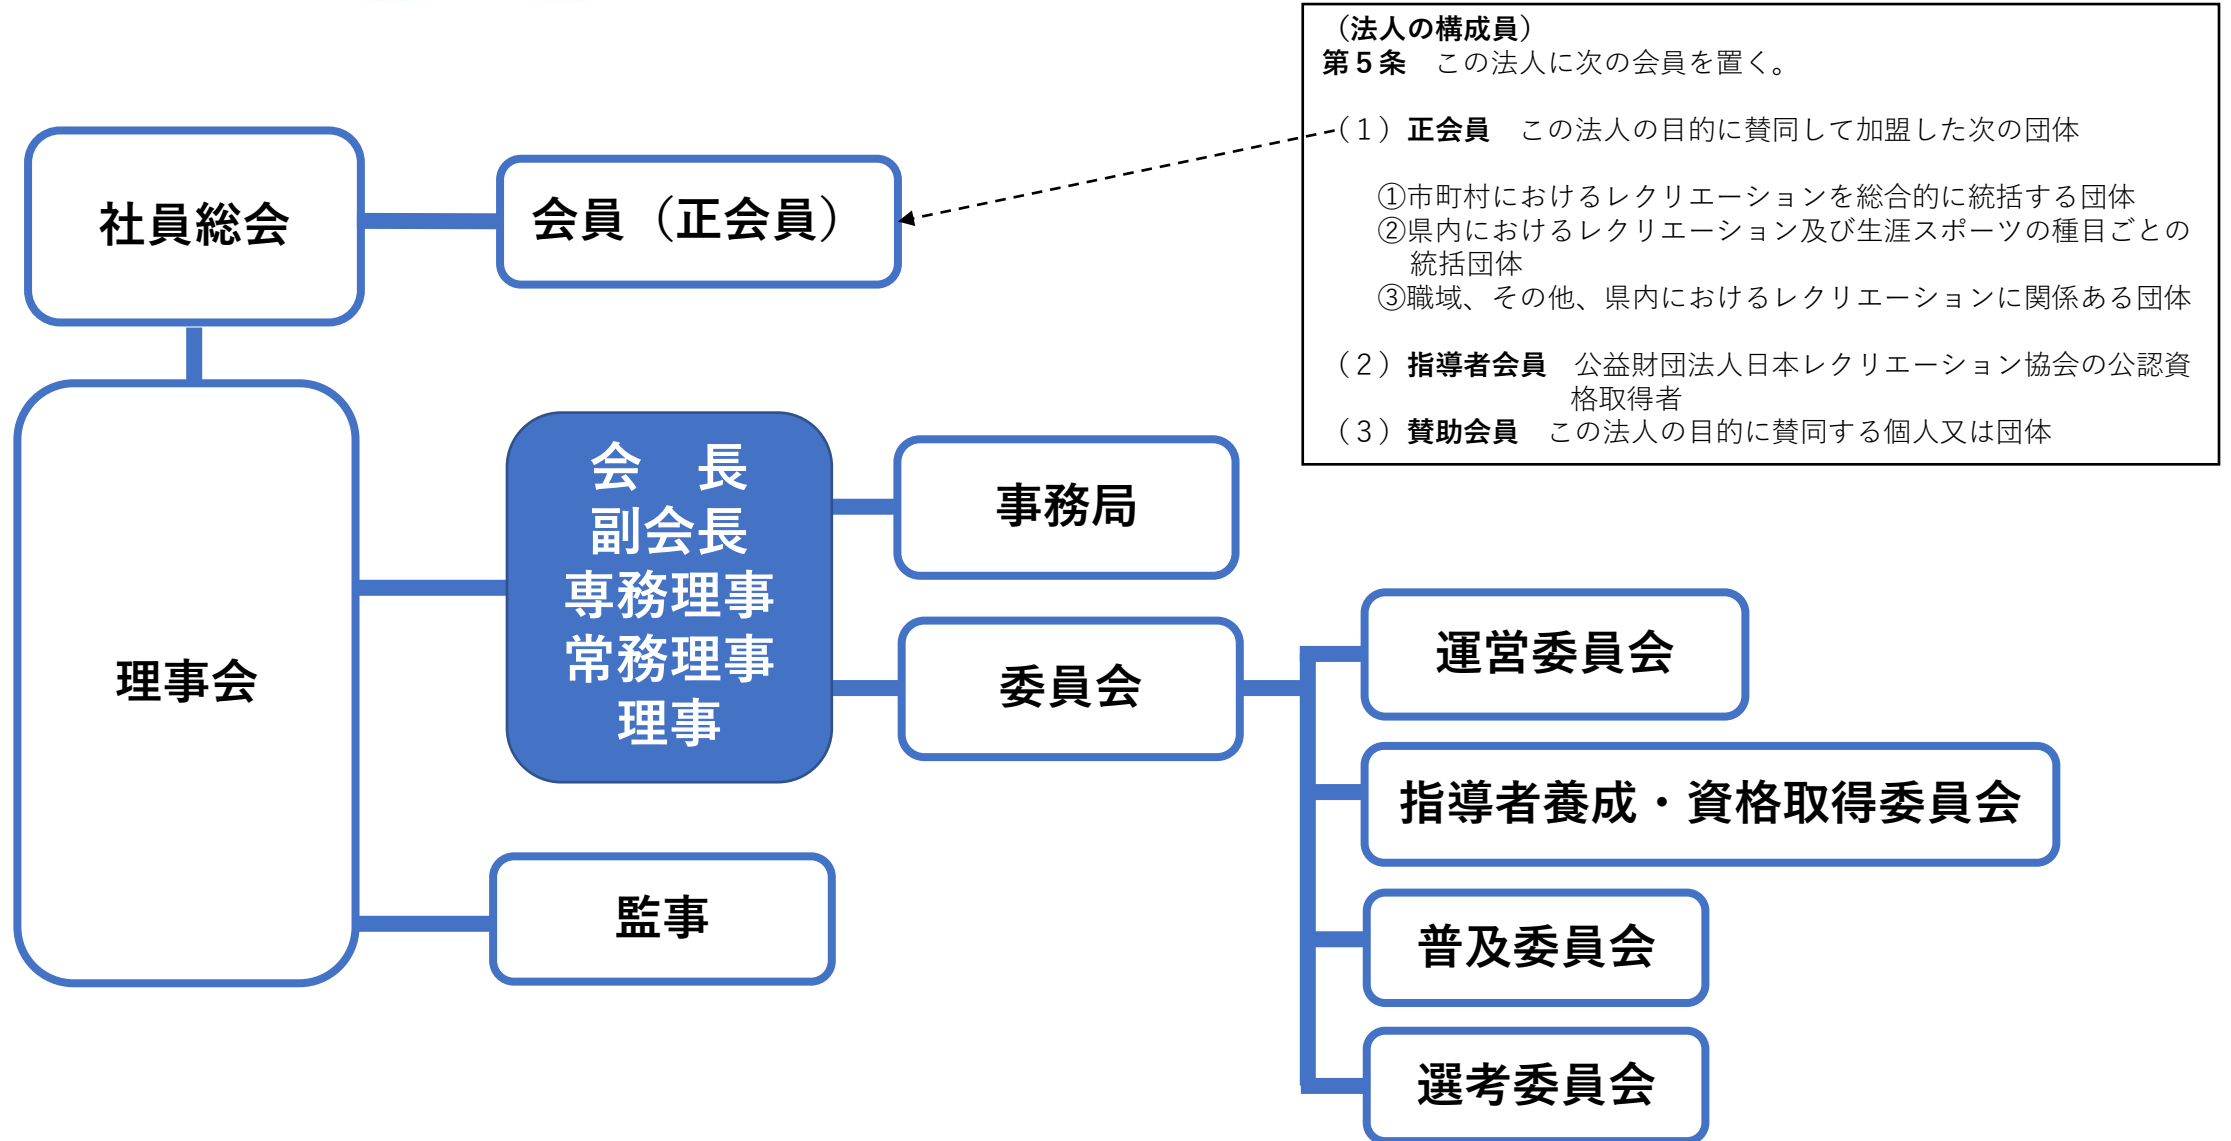 （法人の構成員）
第５条　この法人に次の会員を置く。
（１）正会員　この法人の目的に賛同して加盟した次の団体
①市町村におけるレクリエーションを総合的に統括する団体
②県内におけるレクリエーション及び生涯スポーツの種目ごとの
統括団体
③職域、その他、県内におけるレクリエーションに関係ある団体
（２）指導者会員　公益財団法人日本レクリエーション協会の公認資
格取得者
（３）賛助会員　この法人の目的に賛同する個人又は団体
社員総会
会員（正会員）
理事会
会　長
副会長
専務理事
常務理事
理事
事務局
委員会
監事
運営委員会
指導者養成・資格取得委員会
普及委員会
選考委員会